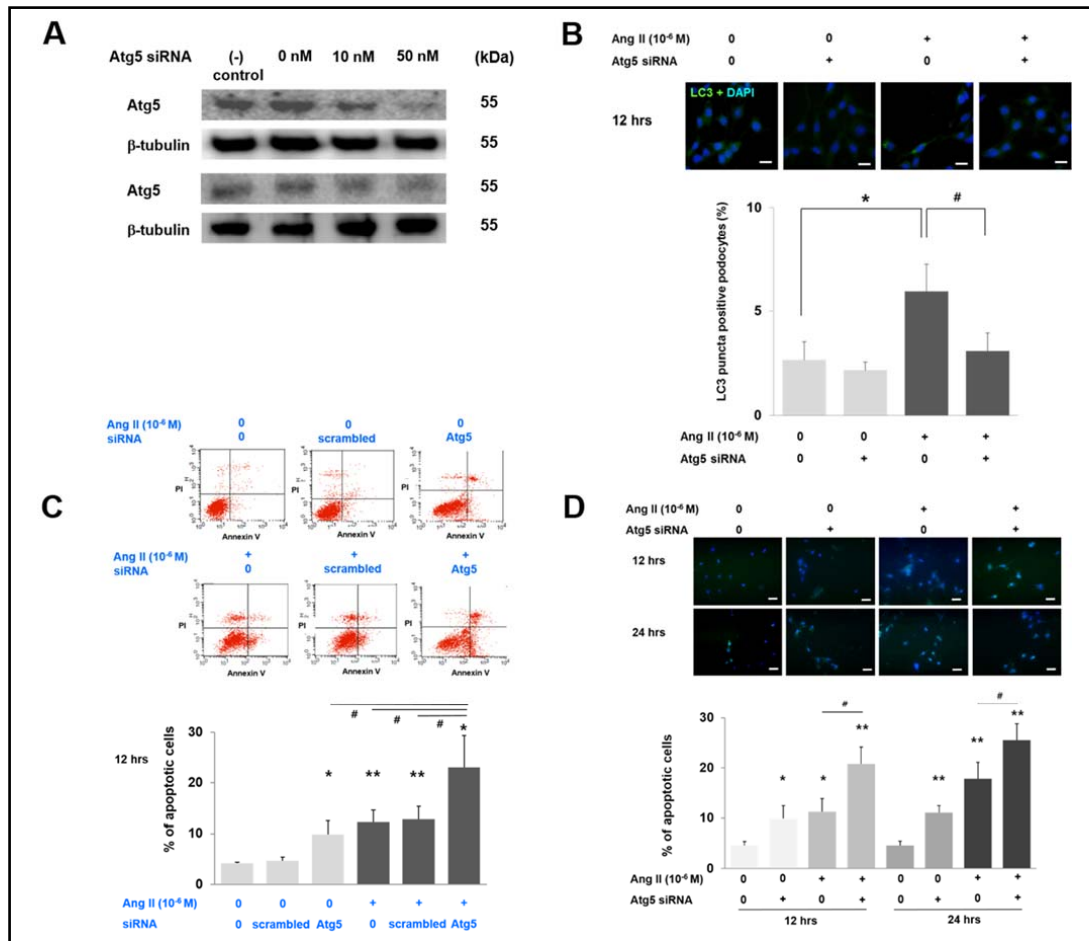 A
Atg5 siRNA (-) control 0 nM 10 nM 50 nM (kDa)
Atg5 55
β-tubulin 55
Atg5 55
β-tubulin 55
B
Ang II (10⁻⁶ M) 0 0 + +
Atg5 siRNA 0 + 0 +
LC3 + DAPI
12 hrs
10
* #
5
0
LC3 puncta positive podocytes (%)
Ang II (10⁻⁶ M) 0 0 + +
Atg5 siRNA 0 + 0 +
C
Ang II (10⁻⁶ M) 0 0 0
siRNA 0 scrambled Atg5
PI PI PI
Annexin V Annexin V Annexin V
Ang II (10⁻⁶ M) + + +
siRNA 0 scrambled Atg5
PI PI PI
Annexin V Annexin V Annexin V
12 hrs
% of apoptotic cells
# # #
* ** ** *
30
20
10
0
Ang II (10⁻⁶ M) 0 0 0 + + +
siRNA 0 scrambled Atg5 0 scrambled Atg5
D
Ang II (10⁻⁶ M) 0 0 + +
Atg5 siRNA 0 + 0 +
12 hrs
24 hrs
% of apoptotic cells
# #
* * ** ** ** **
30
20
10
0
Ang II (10⁻⁶ M) 0 0 + + 0 0 + +
Atg5 siRNA 0 + 0 + 0 + 0 +
12 hrs 24 hrs